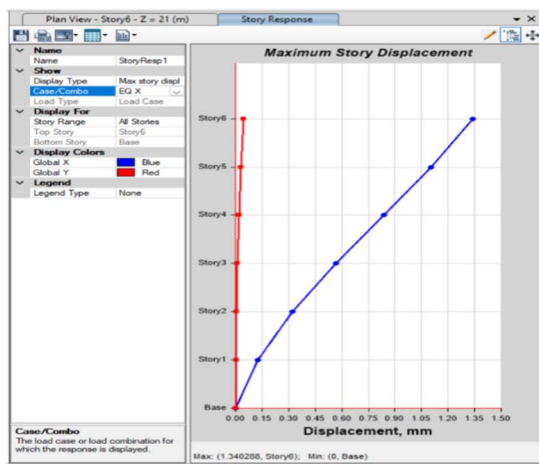 Plan View - Story6 - Z = 21 (m)
Story Response
Name
Name StoryResp1
Show
Display Type Max story displ
Case/Combo EQ X
Load Type Load Case
Display For
Story Range All Stories
Top Story Story6
Bottom Story Base
Display Colors
Global X Blue
Global Y Red
Legend
Legend Type None
Case/Combo
The load case or load combination for
which the response is displayed.
Maximum Story Displacement
Story6
Story5
Story4
Story3
Story2
Story1
Base
0.00 0.15 0.30 0.45 0.60 0.75 0.90 1.05 1.20 1.35 1.50
Displacement, mm
Max: (1.340288, Story6); Min: (0, Base)